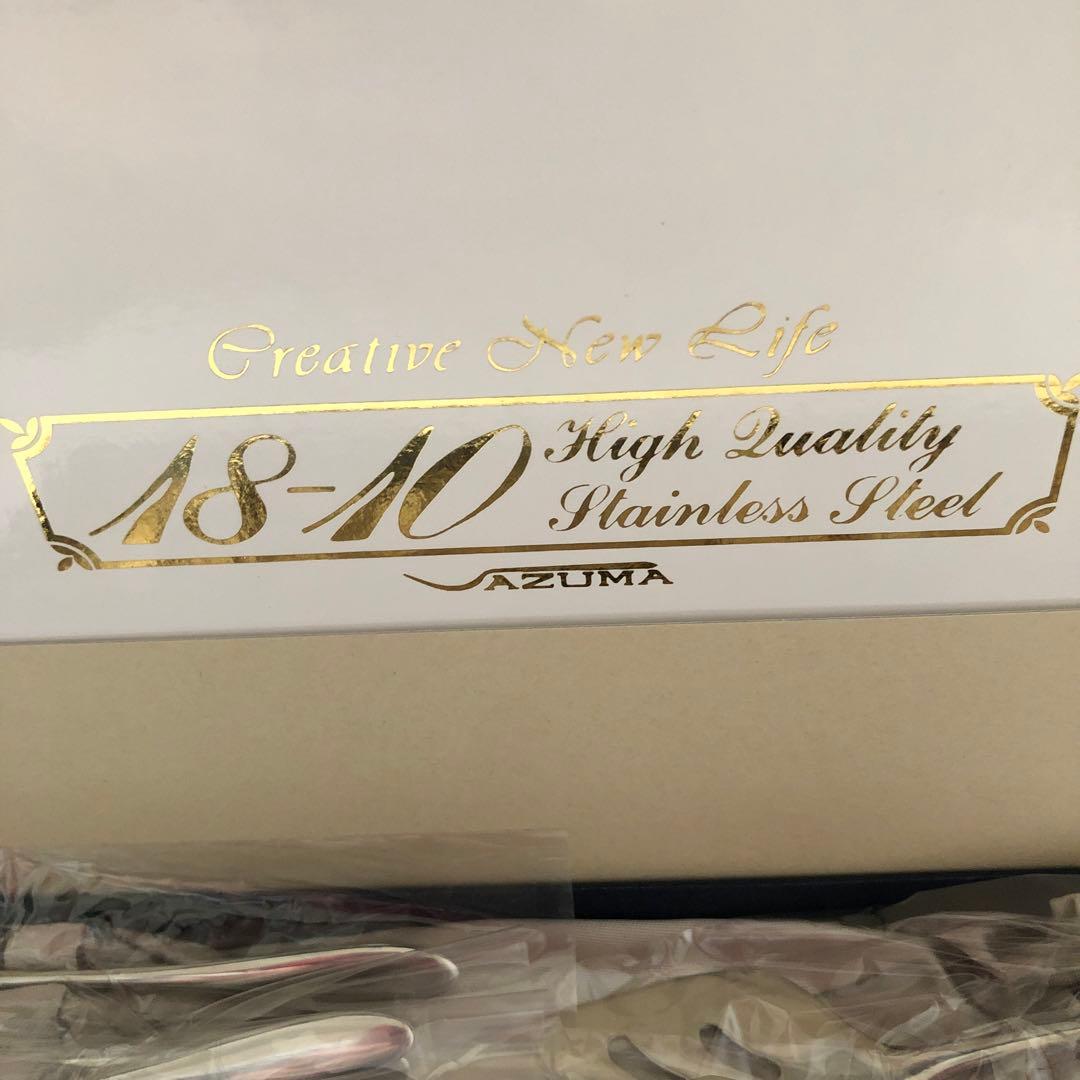 Creative New Life
18-10 High Quality
Stainless Steel
AZUMA